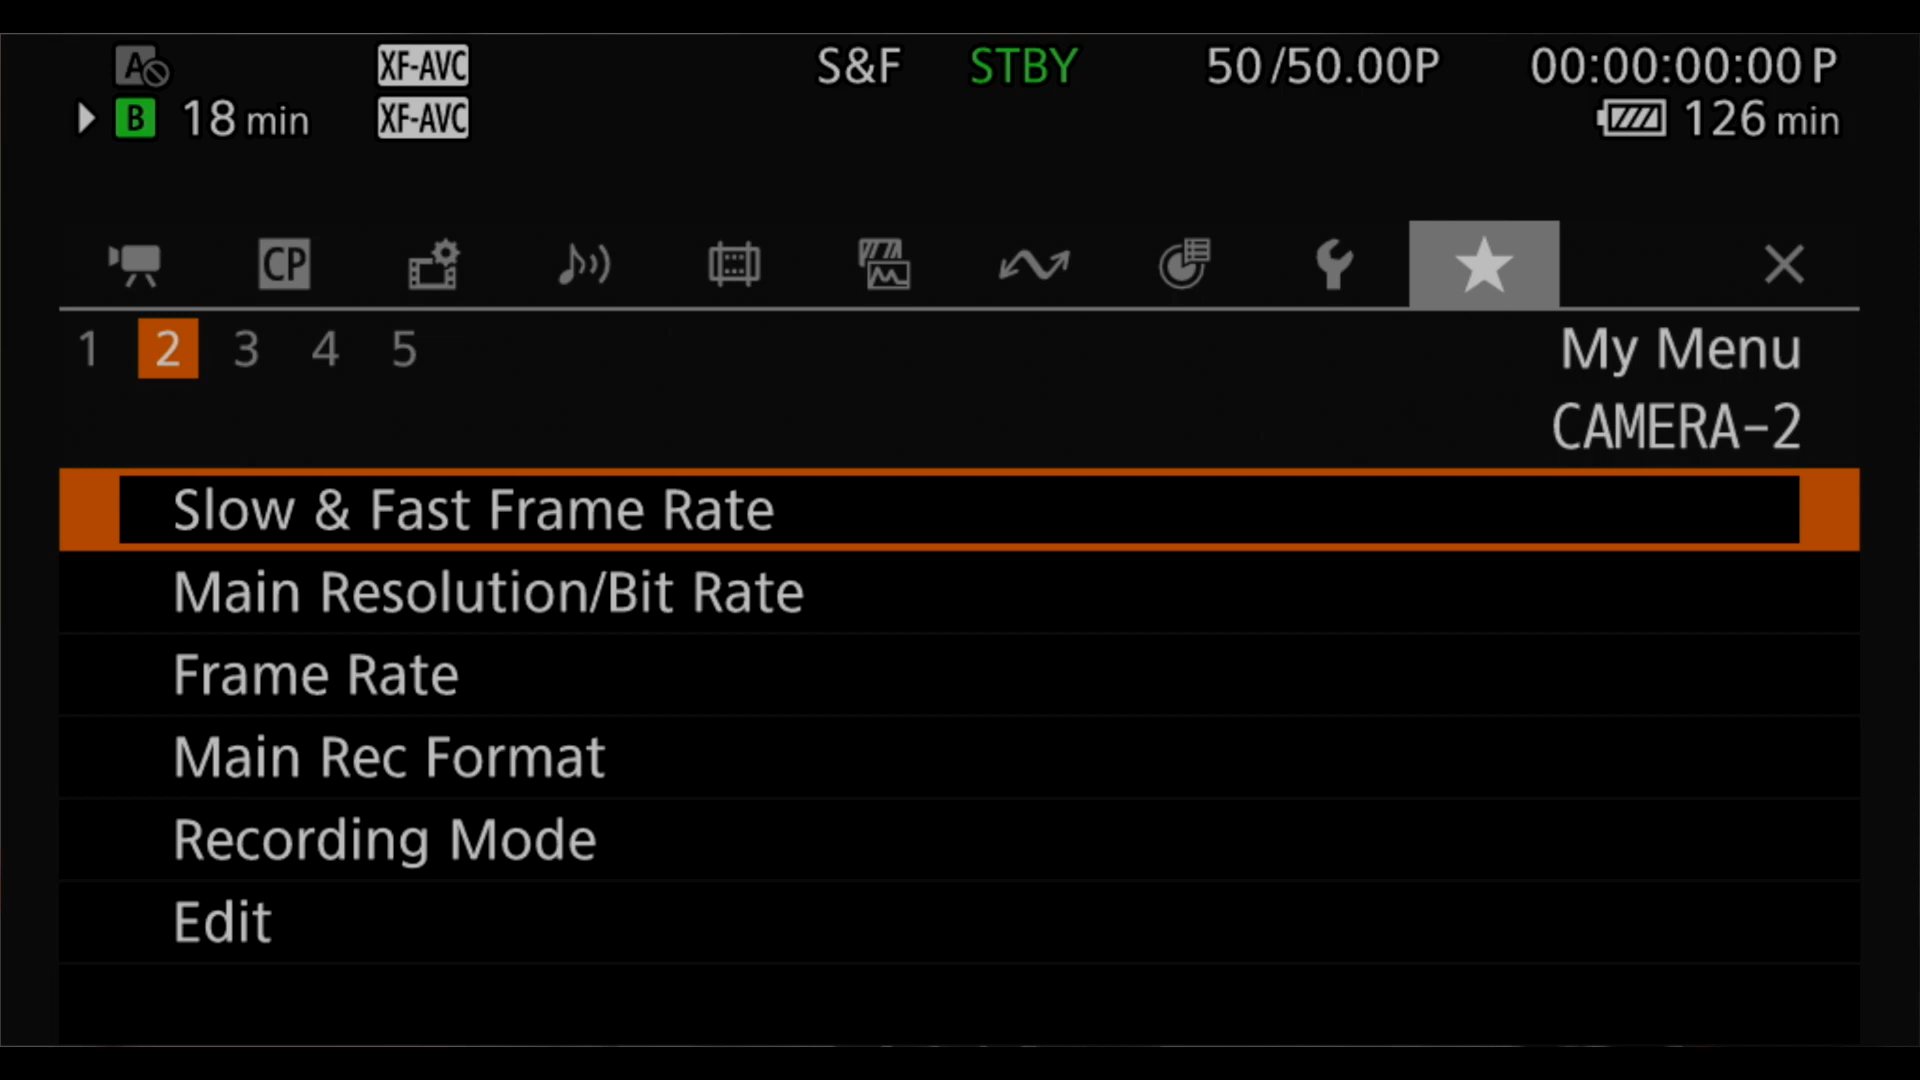 A XF-AVC S&F STBY 50/50.00P 00:00:00:00 P
B 18 min XF-AVC 126 min
CP
1 2 3 4 5 My Menu
CAMERA-2
Slow & Fast Frame Rate
Main Resolution/Bit Rate
Frame Rate
Main Rec Format
Recording Mode
Edit